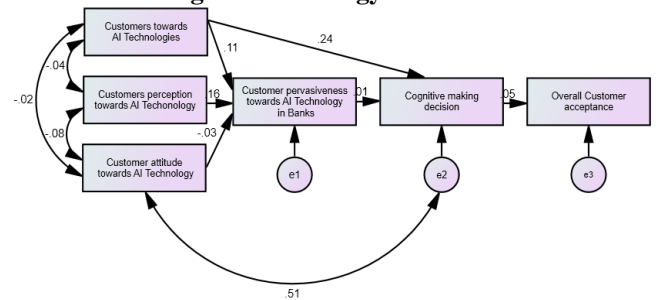 Customers towards
AI Technologies
.11
.24
-.04
-.02
Customers perception
towards AI Techonology
.16
Customer pervasiveness
towards AI Technology
in Banks
.01
Cognitive making
decision
.05
Overall Customer
acceptance
-.08
-.03
Customer attitude
towards AI Technology
e1
e2
e3
.51